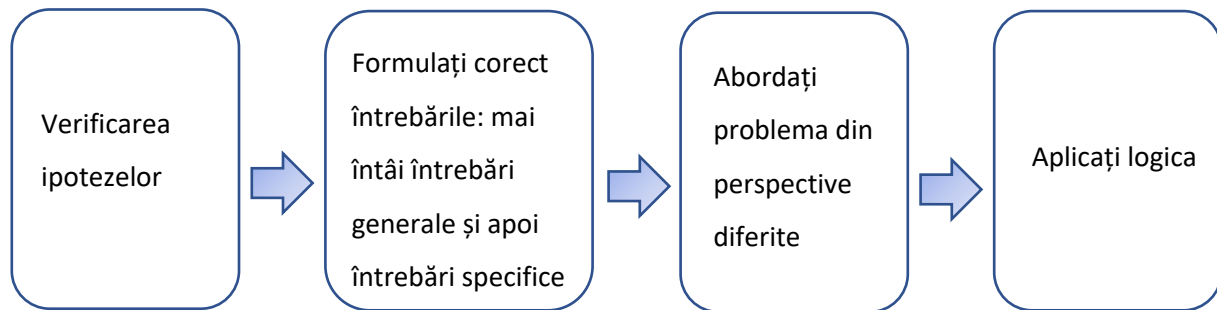 Verificarea
ipotezelor
Formulați corect
întrebările: mai
întâi întrebări
generale și apoi
întrebări specifice
Abordați
problema din
perspective
diferite
Aplicați logica